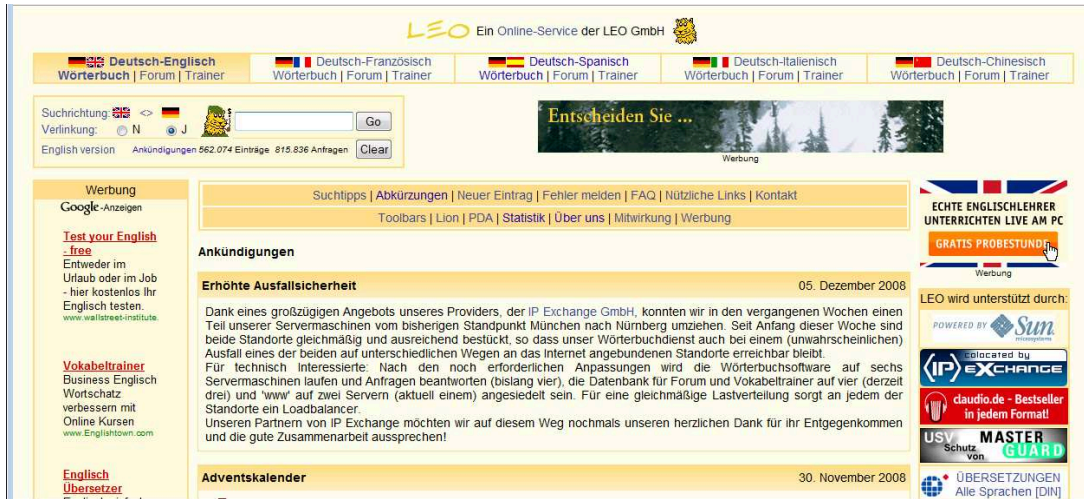 LEO Ein Online-Service der LEO GmbH
Deutsch-Englisch
Wörterbuch | Forum | Trainer
Deutsch-Französisch
Wörterbuch | Forum | Trainer
Deutsch-Spanisch
Wörterbuch | Forum | Trainer
Deutsch-Italienisch
Wörterbuch | Forum | Trainer
Deutsch-Chinesisch
Wörterbuch | Forum | Trainer
Suchrichtung: <>
Verlinkung: N J
Go
English version Ankündigungen 562.074 Einträge 815.836 Anfragen Clear
Entscheiden Sie ...
Werbung
Werbung
Google-Anzeigen
Test your English
- free
Entweder im
Urlaub oder im Job
- hier kostenlos Ihr
Englisch testen.
www.wallstreet-institute.
Vokabeltrainer
Business Englisch
Wortschatz
verbessern mit
Online Kursen
www.Englishtown.com
Englisch
Übersetzer
Suchtipps | Abkürzungen | Neuer Eintrag | Fehler melden | FAQ | Nützliche Links | Kontakt
Toolbars | Lion | PDA | Statistik | Über uns | Mitwirkung | Werbung
Ankündigungen
Erhöhte Ausfallsicherheit 05. Dezember 2008
Dank eines großzügigen Angebots unseres Providers, der IP Exchange GmbH, konnten wir in den vergangenen Wochen einen
Teil unserer Servermaschinen vom bisherigen Standpunkt München nach Nürnberg umziehen. Seit Anfang dieser Woche sind
beide Standorte gleichmäßig und ausreichend bestückt, so dass unser Wörterbuchdienst auch bei einem (unwahrscheinlichen)
Ausfall eines der beiden auf unterschiedlichen Wegen an das Internet angebundenen Standorte erreichbar bleibt.
Für technisch Interessierte: Nach den noch erforderlichen Anpassungen wird die Wörterbuchsoftware auf sechs
Servermaschinen laufen und Anfragen beantworten (bislang vier), die Datenbank für Forum und Vokabeltrainer auf vier (derzeit
drei) und 'www' auf zwei Servern (aktuell einem) angesiedelt sein. Für eine gleichmäßige Lastverteilung sorgt an jedem der
Standorte ein Loadbalancer.
Unseren Partnern von IP Exchange möchten wir auf diesem Weg nochmals unseren herzlichen Dank für ihr Entgegenkommen
und die gute Zusammenarbeit aussprechen!
Adventskalender 30. November 2008
ECHTE ENGLISCHLEHRER
UNTERRICHTEN LIVE AM PC
GRATIS PROBESTUNDE
Werbung
LEO wird unterstützt durch:
POWERED BY Sun
microsystems
colocated by
(IP) EXCHANGE
claudio.de - Bestseller
in jedem Format!
USV Schutz von MASTER GUARD
ÜBERSETZUNGEN
Alle Sprachen [DIN]